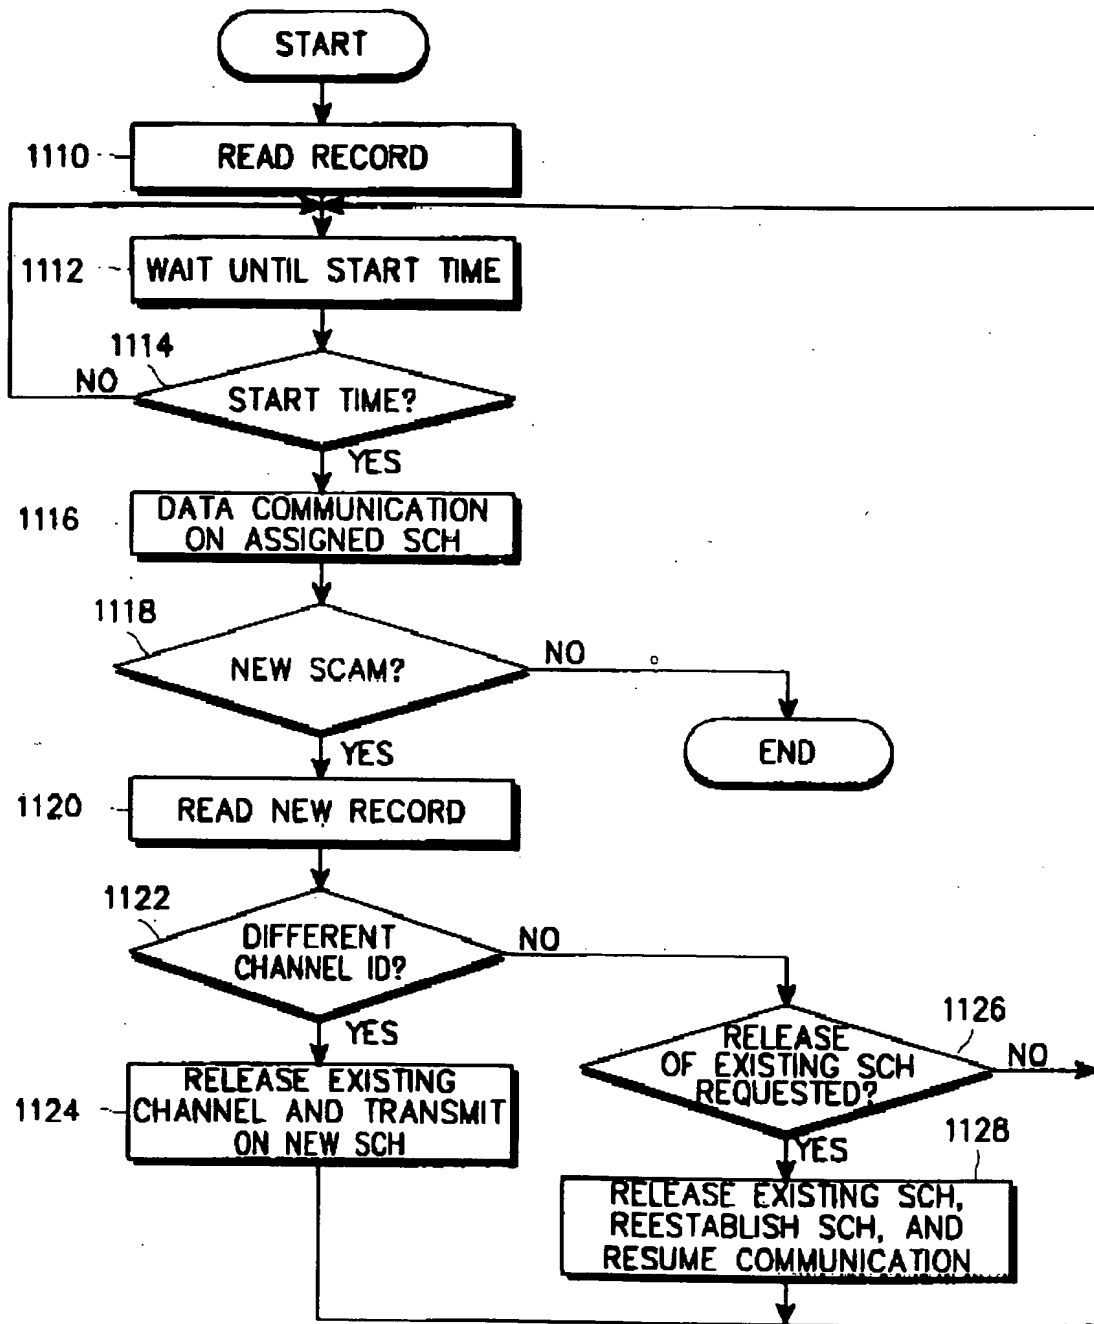 START
1110
READ RECORD
1112
WAIT UNTIL START TIME
1114
NO
START TIME?
YES
1116
DATA COMMUNICATION
ON ASSIGNED SCH
1118
NEW SCAM?
NO
YES
END
1120
READ NEW RECORD
1122
DIFFERENT
CHANNEL ID?
NO
YES
1126
RELEASE
OF EXISTING SCH
REQUESTED?
NO
1124
RELEASE EXISTING
CHANNEL AND TRANSMIT
ON NEW SCH
YES
1128
RELEASE EXISTING SCH,
REESTABLISH SCH, AND
RESUME COMMUNICATION